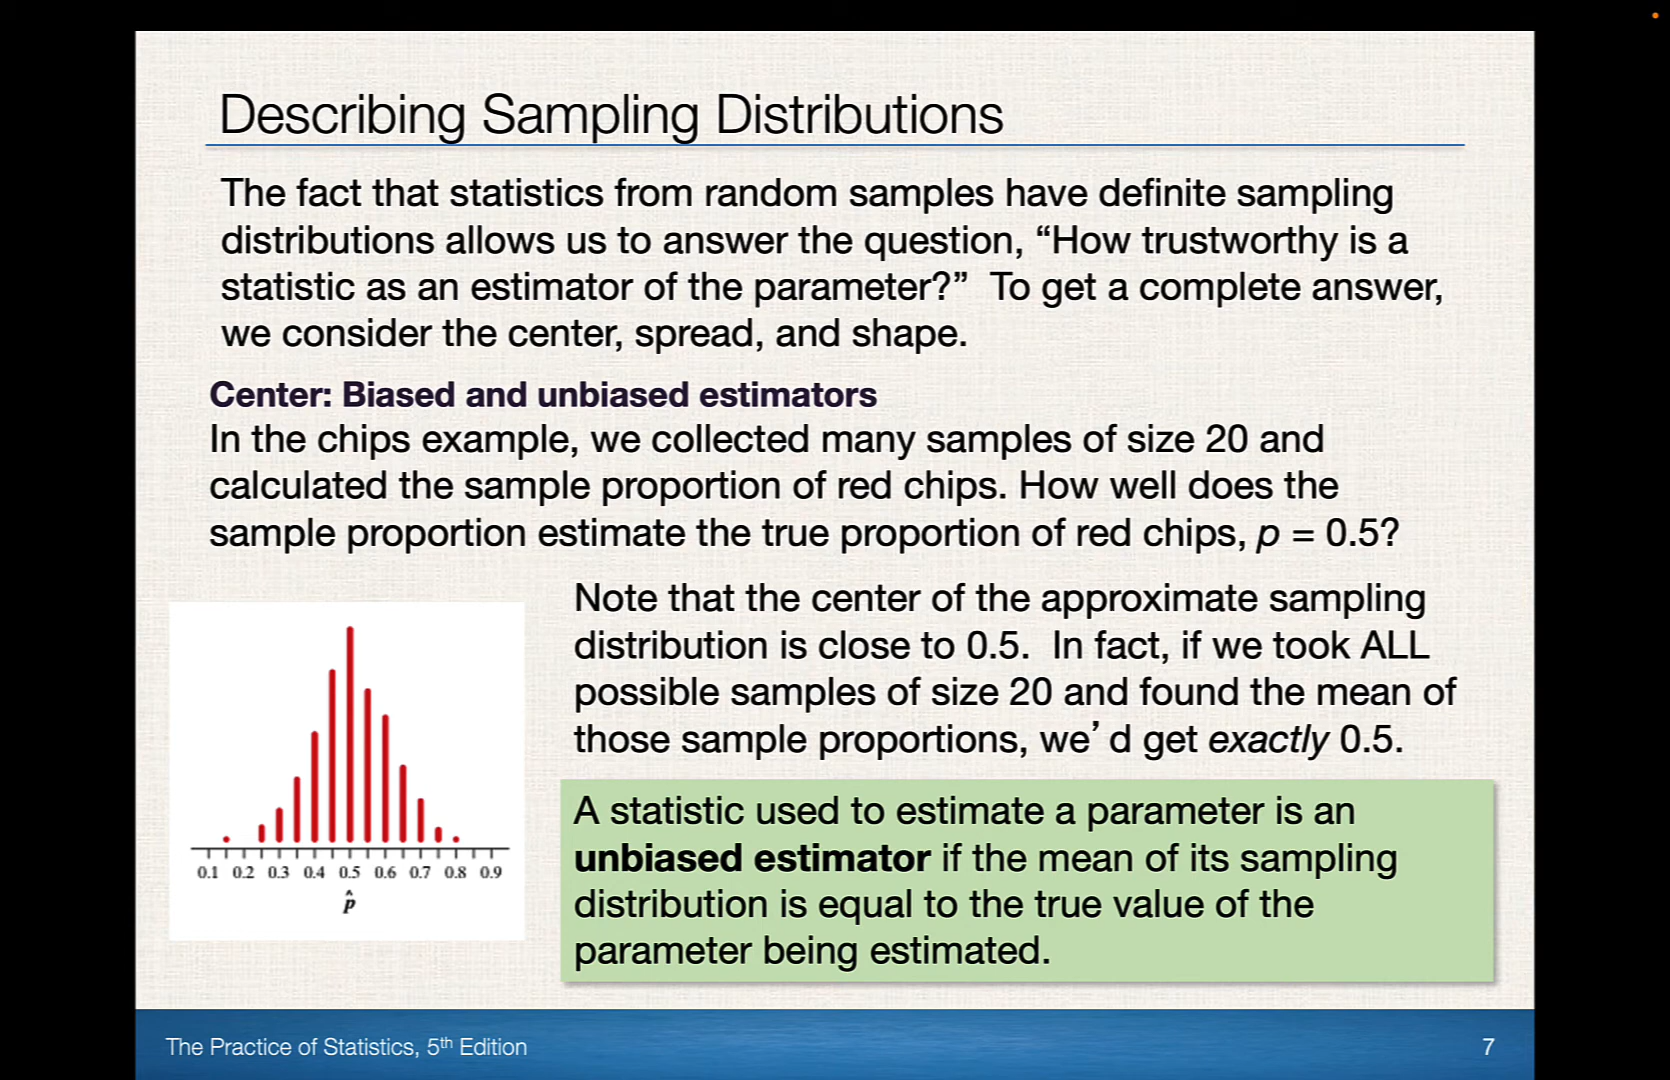 Describing Sampling Distributions
The fact that statistics from random samples have definite sampling
distributions allows us to answer the question, “How trustworthy is a
statistic as an estimator of the parameter?”  To get a complete answer,
we consider the center, spread, and shape.
Center: Biased and unbiased estimators
In the chips example, we collected many samples of size 20 and
calculated the sample proportion of red chips. How well does the
sample proportion estimate the true proportion of red chips, p = 0.5?
Note that the center of the approximate sampling
distribution is close to 0.5.  In fact, if we took ALL
possible samples of size 20 and found the mean of
those sample proportions, we’d get exactly 0.5.
0.1 0.2 0.3 0.4 0.5 0.6 0.7 0.8 0.9
p̂
A statistic used to estimate a parameter is an
unbiased estimator if the mean of its sampling
distribution is equal to the true value of the
parameter being estimated.
The Practice of Statistics, 5th Edition
7